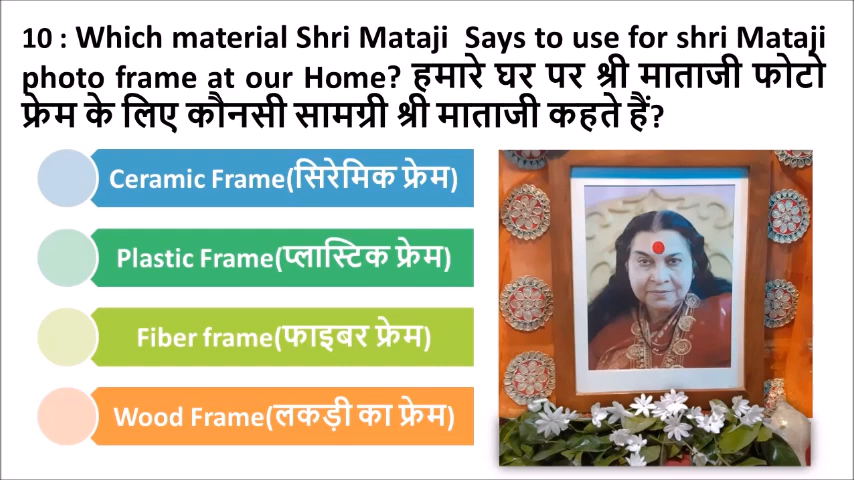 10 : Which material Shri Mataji Says to use for shri Mataji
photo frame at our Home? हमारे घर पर श्री माताजी फोटो
फ्रेम के लिए कौनसी सामग्री श्री माताजी कहते हैं?
Ceramic Frame(सिरेमिक फ्रेम)
Plastic Frame(प्लास्टिक फ्रेम)
Fiber frame(फाइबर फ्रेम)
Wood Frame(लकड़ी का फ्रेम)